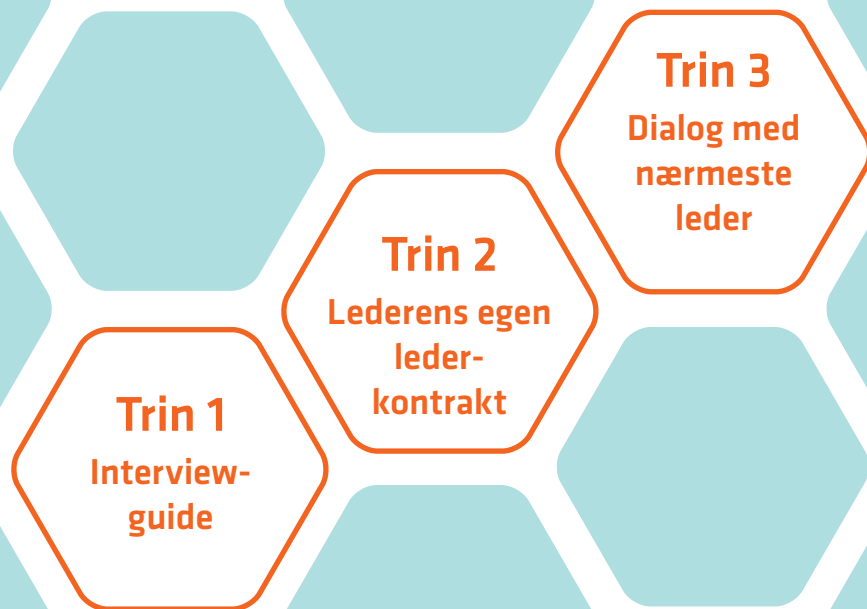 Trin 1
Interview-
guide
Trin 2
Lederens egen
leder-
kontrakt
Trin 3
Dialog med
nærmeste
leder